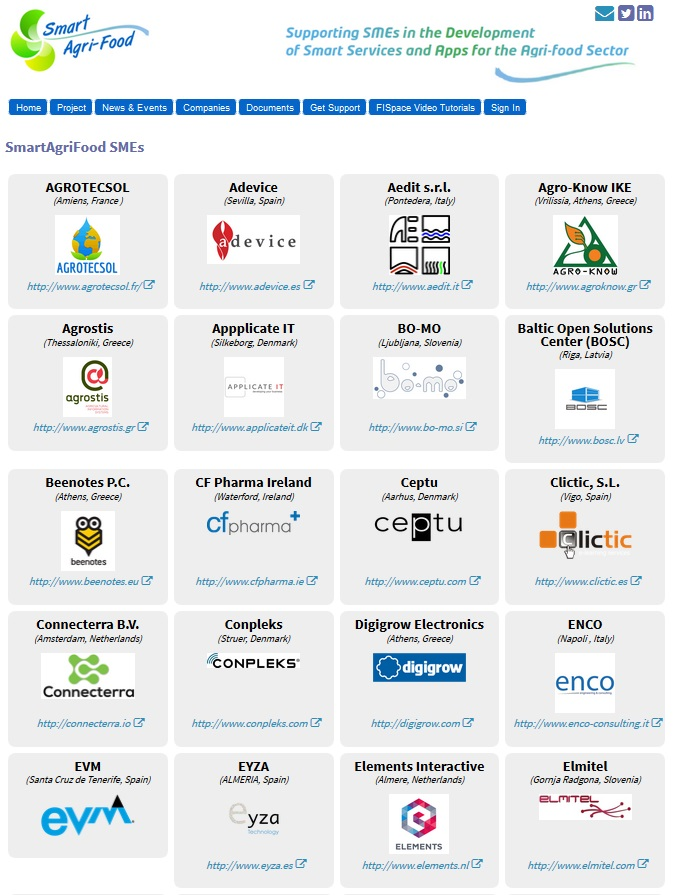 Smart
Agri-Food
Supporting SMEs in the Development
of Smart Services and Apps for the Agri-food Sector
Home Project News & Events Companies Documents Get Support FISpace Video Tutorials Sign In
SmartAgriFood SMEs
AGROTECSOL
(Amiens, France )
AGROTECSOL
http://www.agrotecsol.fr/
Adevice
(Sevilla, Spain)
adevice
http://www.adevice.es
Aedit s.r.l.
(Pontedera, Italy)
AE
http://www.aedit.it
Agro-Know IKE
(Vrilissia, Athens, Greece)
AGRO-KNOW
http://www.agroknow.gr
Agrostis
(Thessaloniki, Greece)
agrostis
http://www.agrostis.gr
Appplicate IT
(Silkeborg, Denmark)
APPLICATE IT
http://www.applicateit.dk
BO-MO
(Ljubljana, Slovenia)
bo-mo
http://www.bo-mo.si
Baltic Open Solutions
Center (BOSC)
(Riga, Latvia)
BOSC
http://www.bosc.lv
Beenotes P.C.
(Athens, Greece)
beenotes
http://www.beenotes.eu
CF Pharma Ireland
(Waterford, Ireland)
cfpharma+
http://www.cfpharma.ie
Ceptu
(Aarhus, Denmark)
ceptu
http://www.ceptu.com
Clictic, S.L.
(Vigo, Spain)
Clictic
http://www.clictic.es
Connecterra B.V.
(Amsterdam, Netherlands)
Connecterra
http://connecterra.io
Conpleks
(Struer, Denmark)
CONPLEKS
http://www.conpleks.com
Digigrow Electronics
(Athens, Greece)
digigrow
http://digigrow.com
ENCO
(Napoli , Italy)
enco
http://www.enco-consulting.it
EVM
(Santa Cruz de Tenerife, Spain)
evm
EYZA
(ALMERIA, Spain)
eyza
Technology
http://www.eyza.es
Elements Interactive
(Almere, Netherlands)
ELEMENTS
http://www.elements.nl
Elmitel
(Gornja Radgona, Slovenia)
ELMITEL
http://www.elmitel.com